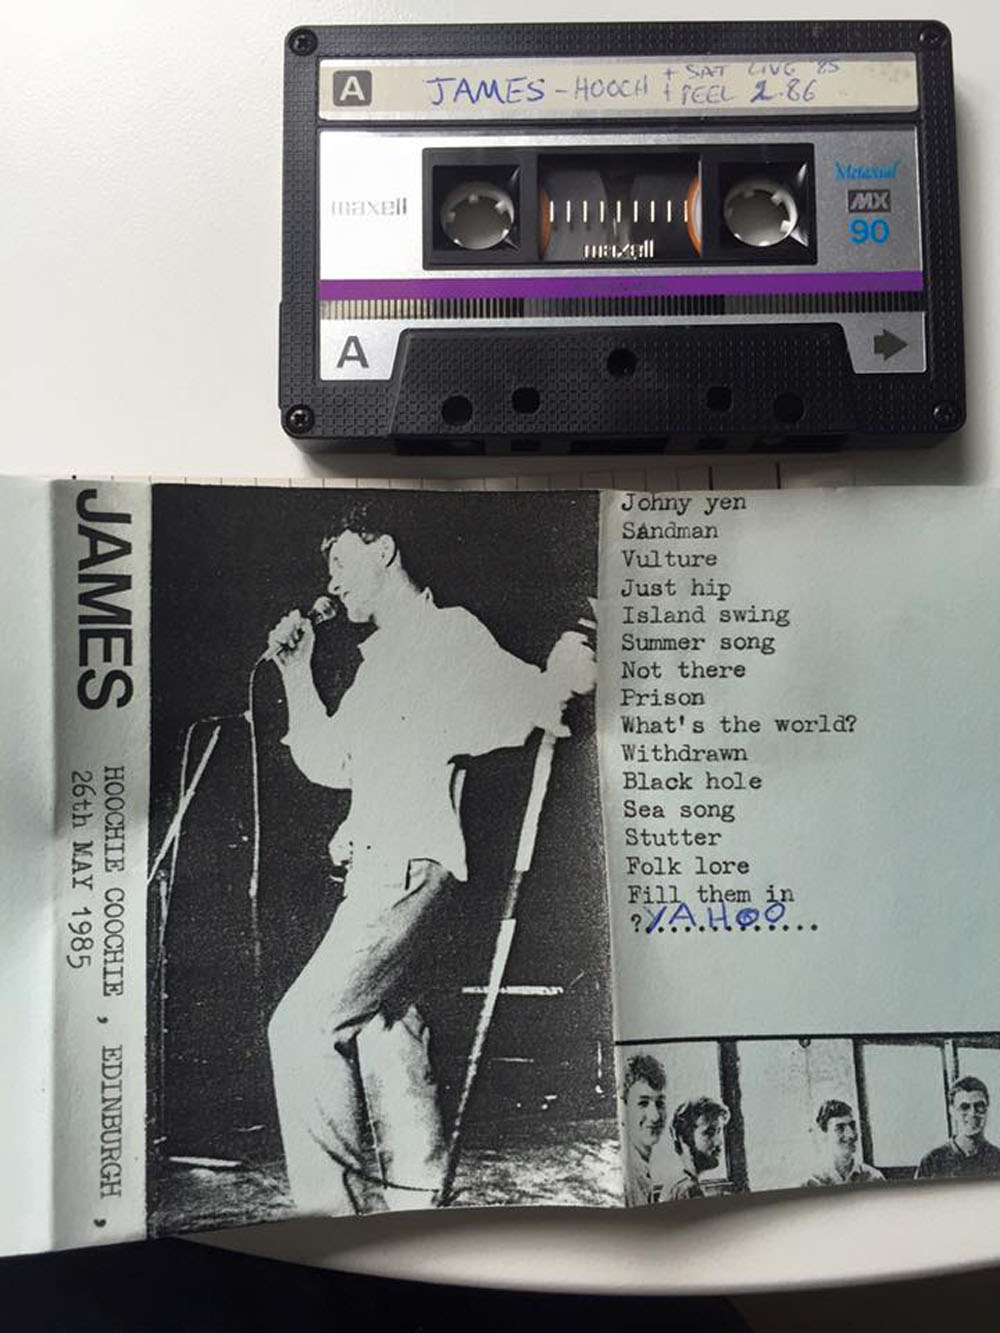 A
JAMES - HOOCH + SAT LIVE 85
+ PEEL 2.86
maxell
maxell
Metaxial
MX
90
A
JAMES
HOOCHIE COOCHIE , EDINBURGH ,
26th MAY 1985
Johny yen
SAndman
Vulture
Just hip
Island swing
Summer song
Not there
Prison
What's the world?
Withdrawn
Black hole
Sea song
Stutter
Folk lore
Fill them in
?YAHOO.............